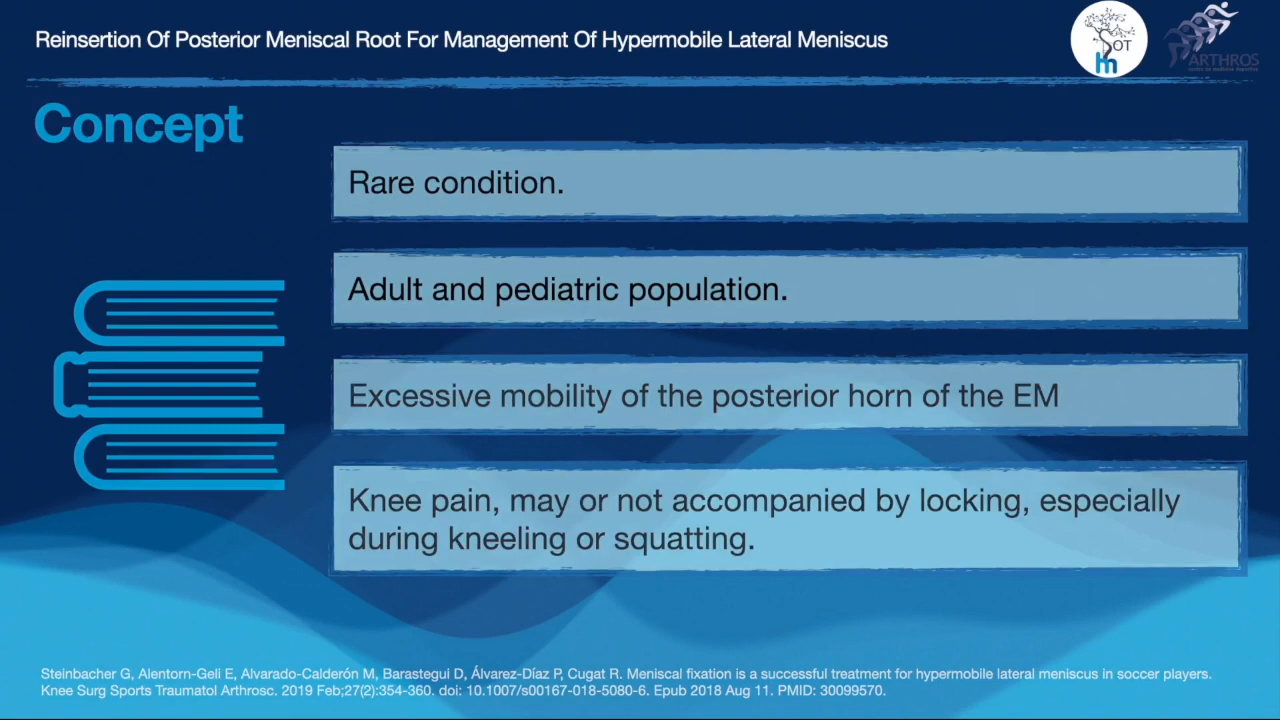 Reinsertion Of Posterior Meniscal Root For Management Of Hypermobile Lateral Meniscus
OT
ARTHROS
Concept
Rare condition.
Adult and pediatric population.
Excessive mobility of the posterior horn of the EM
Knee pain, may or not accompanied by locking, especially
during kneeling or squatting.
Steinbacher G, Alentorn-Geli E, Alvarado-Calderón M, Barastegui D, Álvarez-Díaz P, Cugat R. Meniscal fixation is a successful treatment for hypermobile lateral meniscus in soccer players.
Knee Surg Sports Traumatol Arthrosc. 2019 Feb;27(2):354-360. doi: 10.1007/s00167-018-5080-6. Epub 2018 Aug 11. PMID: 30099570.